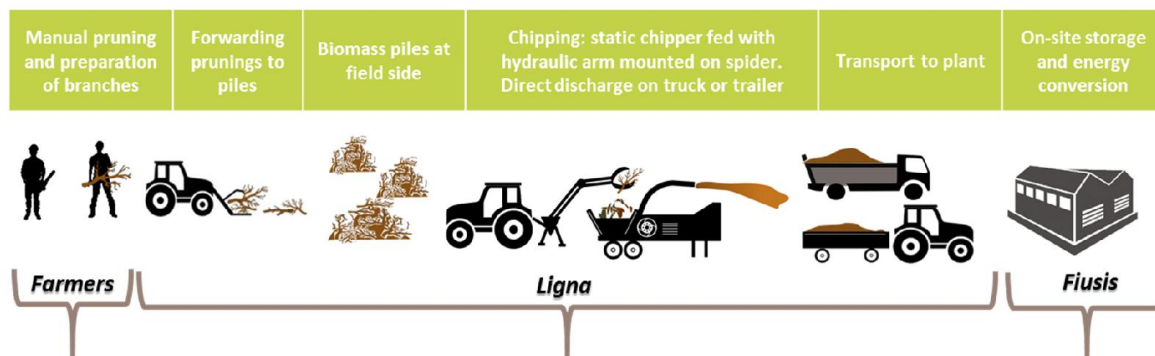 Manual pruning
and preparation
of branches
Forwarding
prunings to
piles
Biomass piles at
field side
Chipping: static chipper fed with
hydraulic arm mounted on spider.
Direct discharge on truck or trailer
Transport to plant
On-site storage
and energy
conversion
Farmers
Ligna
Fiusis